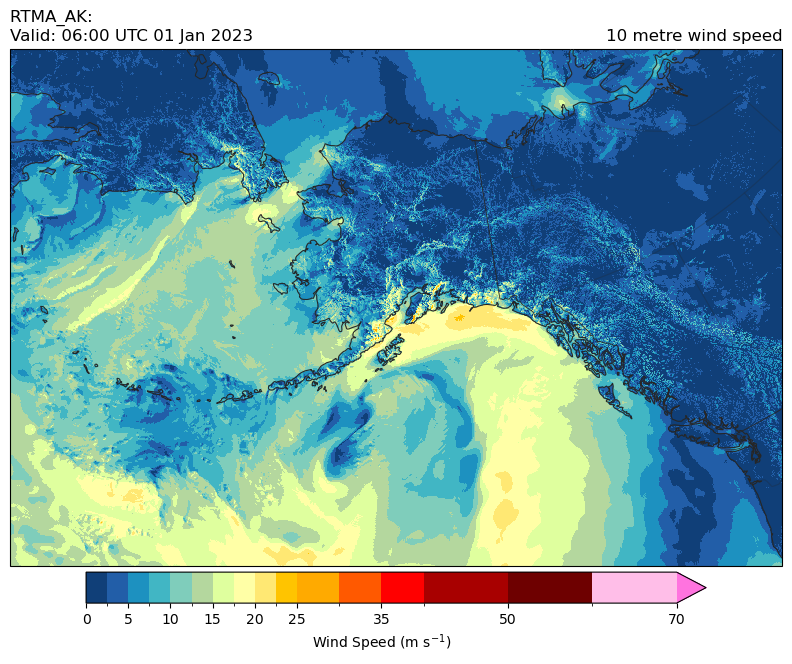 RTMA_AK:
Valid: 06:00 UTC 01 Jan 2023
10 metre wind speed
0 5 10 15 20 25 35 50 70
Wind Speed (m s⁻¹)